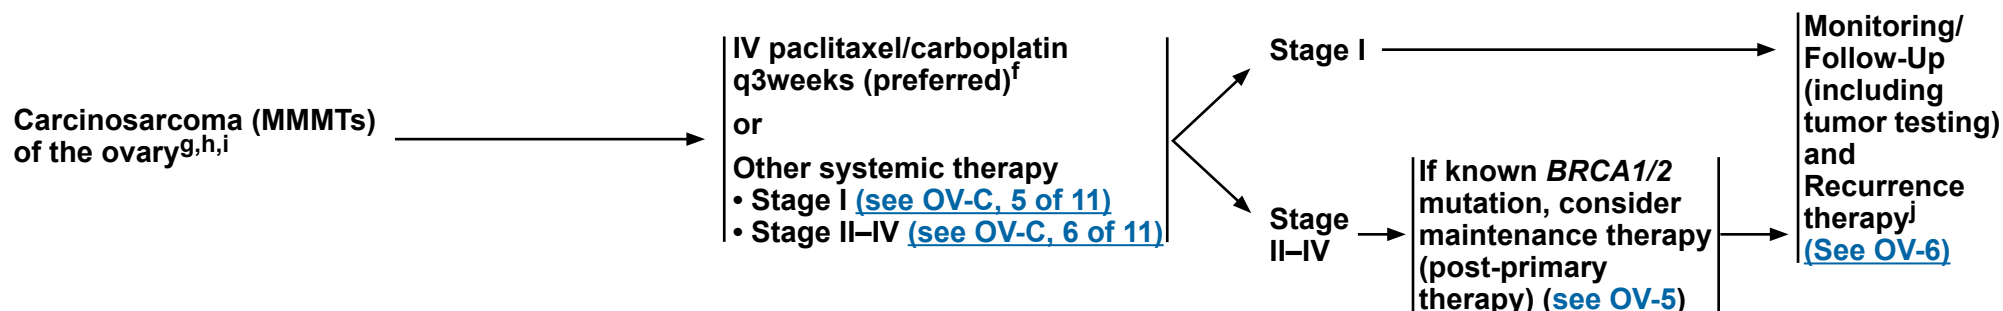 Carcinosarcoma (MMMTs)
of the ovaryg,h,i
IV paclitaxel/carboplatin
q3weeks (preferred)f
or
Other systemic therapy
• Stage I (see OV-C, 5 of 11)
• Stage II–IV (see OV-C, 6 of 11)
Stage I
Stage
II–IV
If known BRCA1/2
mutation, consider
maintenance therapy
(post-primary
therapy) (see OV-5)
Monitoring/
Follow-Up
(including
tumor testing)
and
Recurrence
therapyj
(See OV-6)